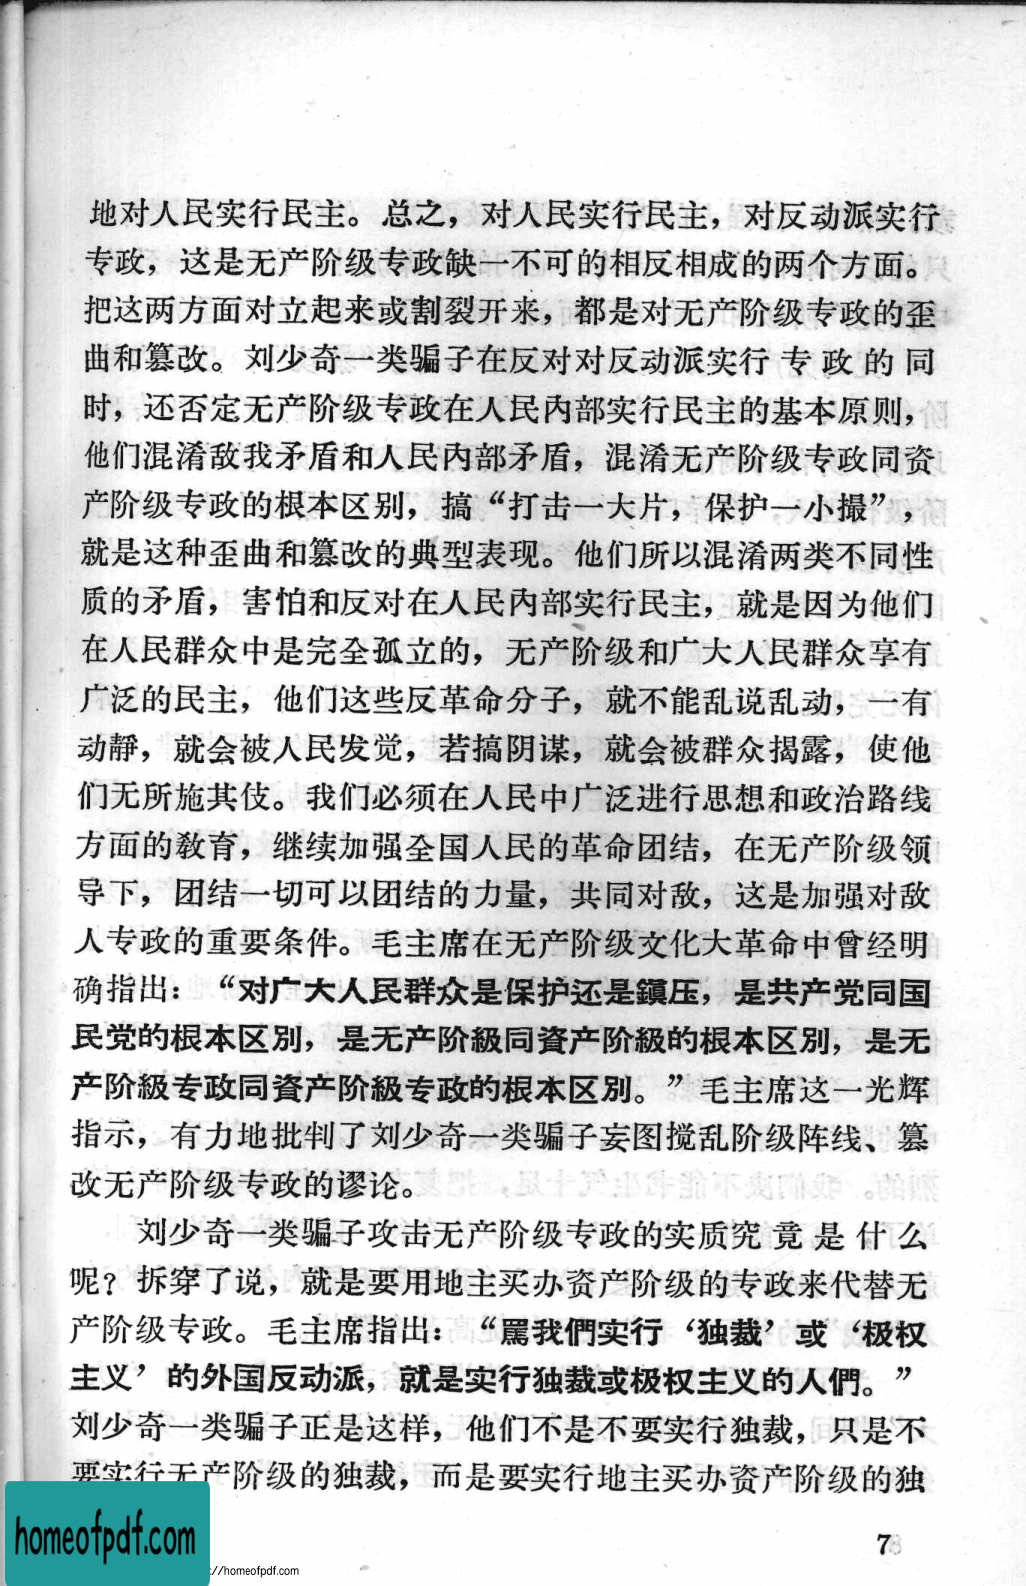 地对人民实行民主。总之，对人民实行民主，对反动派实行
专政，这是无产阶级专政缺一不可的相反相成的两个方面。
把这两方面对立起来或割裂开来，都是对无产阶级专政的歪
曲和篡改。刘少奇一类骗子在反对对反动派实行专政的同
时，还否定无产阶级专政在人民内部实行民主的基本原则，
他们混淆敌我矛盾和人民内部矛盾，混淆无产阶级专政同资
产阶级专政的根本区别，搞“打击一大片，保护一小撮”，
就是这种歪曲和篡改的典型表现。他们所以混淆两类不同性
质的矛盾，害怕和反对在人民内部实行民主，就是因为他们
在人民群众中是完全孤立的，无产阶级和广大人民群众享有
广泛的民主，他们这些反革命分子，就不能乱说乱动，一有
动静，就会被人民发觉，若搞阴谋，就会被群众揭露，使他
们无所施其伎。我们必须在人民中广泛进行思想和政治路线
方面的教育，继续加强全国人民的革命团结，在无产阶级领
导下，团结一切可以团结的力量，共同对敌，这是加强对敌
人专政的重要条件。毛主席在无产阶级文化大革命中曾经明
确指出：“对广大人民群众是保护还是鎮压，是共产党同国
民党的根本区别，是无产阶級同資产阶級的根本区别，是无
产阶級专政同資产阶級专政的根本区别。”毛主席这一光辉
指示，有力地批判了刘少奇一类骗子妄图搅乱阶级阵线、篡
改无产阶级专政的谬论。
刘少奇一类骗子攻击无产阶级专政的实质究竟是什么
呢？拆穿了说，就是要用地主买办资产阶级的专政来代替无
产阶级专政。毛主席指出：“駡我們实行‘独裁’或‘极权
主义’的外国反动派，就是实行独裁或极权主义的人們。”
刘少奇一类骗子正是这样，他们不是不要实行独裁，只是不
要实行无产阶级的独裁，而是要实行地主买办资产阶级的独
7
homeofpdf.com
://homeofpdf.com